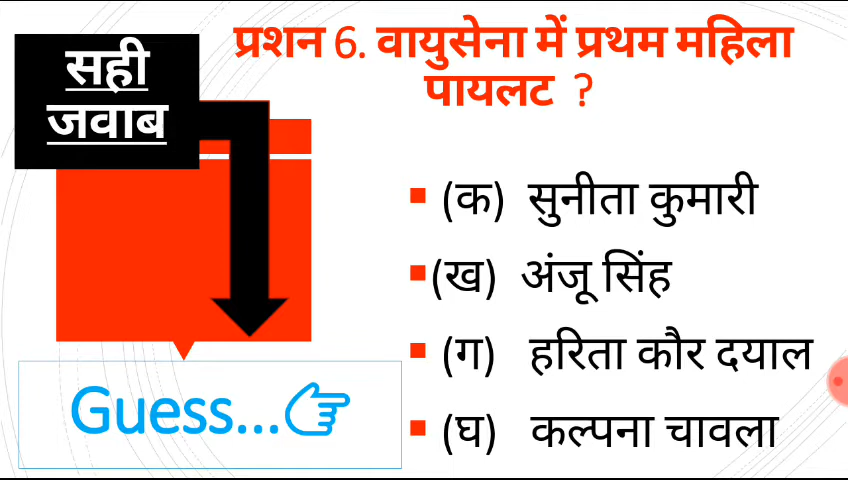 सही
जवाब
प्रशन 6. वायुसेना में प्रथम महिला
पायलट ?
(क) सुनीता कुमारी
(ख) अंजू सिंह
(ग) हरिता कौर दयाल
(घ) कल्पना चावला
Guess...